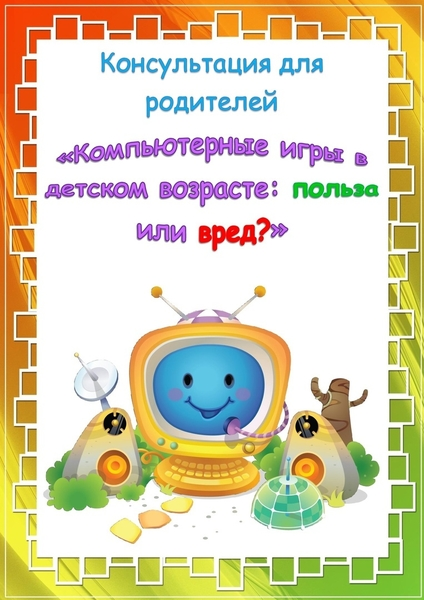 Консультация для
родителей
«Компьютерные игры в
детском возрасте: польза
или вред?»